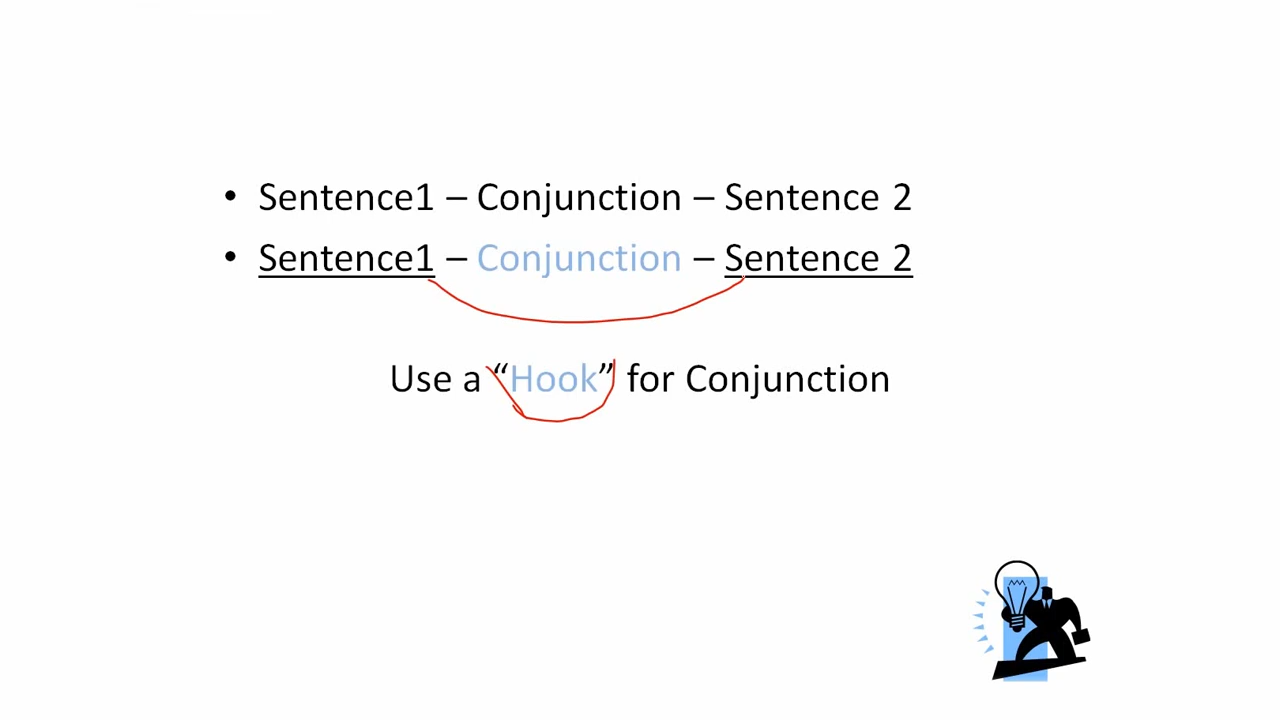 • Sentence1 – Conjunction – Sentence 2
• Sentence1 – Conjunction – Sentence 2
Use a “Hook” for Conjunction